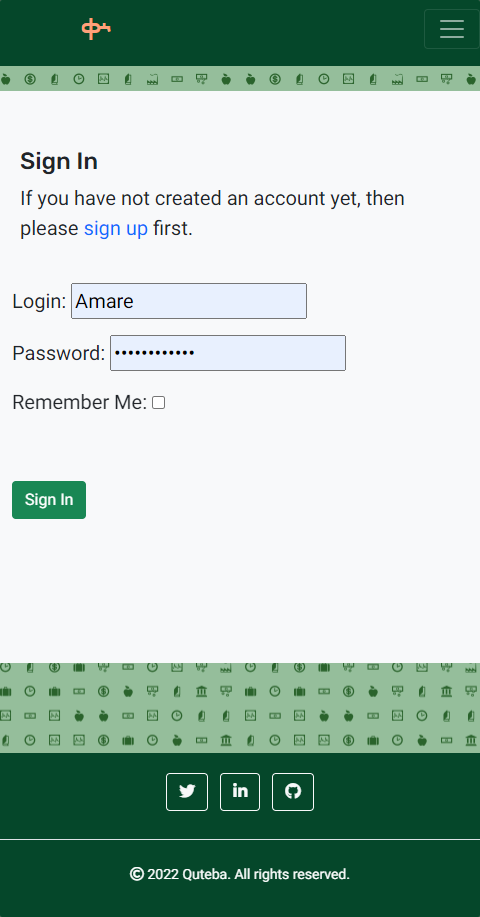 ቁ
Sign In
If you have not created an account yet, then
please sign up first.
Login: Amare
Password: ••••••••••••
Remember Me:
Sign In
© 2022 Quteba. All rights reserved.